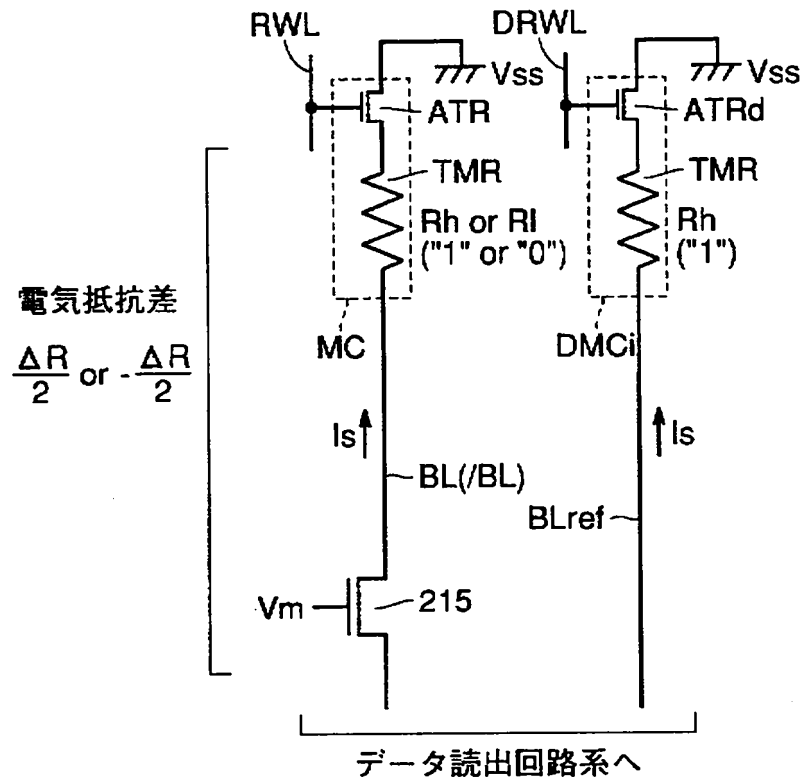 RWL
DRWL
Vss
Vss
ATR
ATRd
TMR
TMR
Rh or Rl
("1" or "0")
Rh
("1")
電気抵抗差
ΔR/2 or -ΔR/2
MC
DMCi
Is
Is
BL(/BL)
BLref
Vm
215
データ読出回路系へ